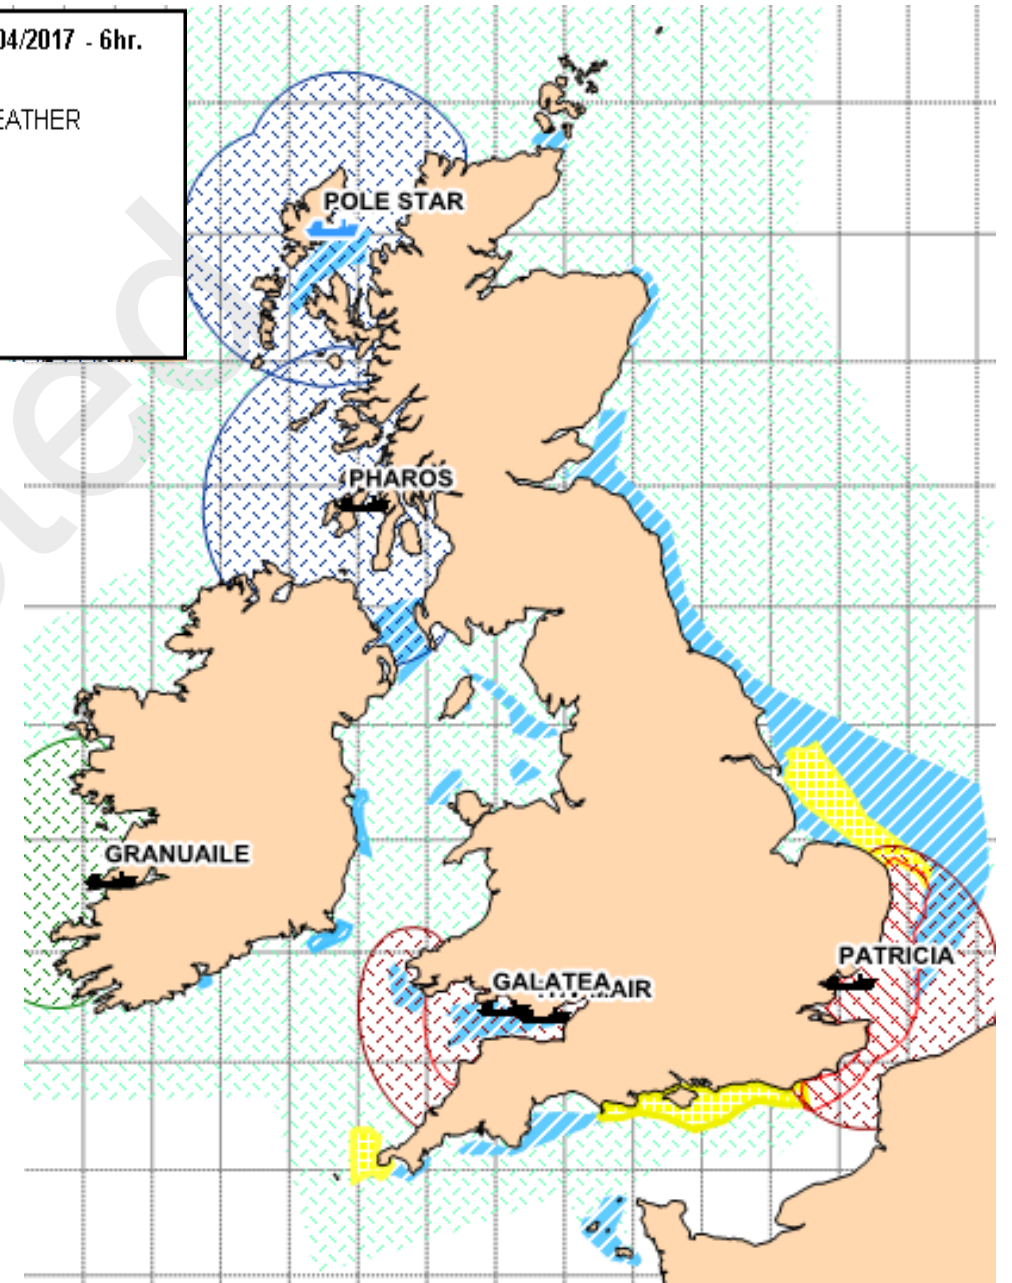 04/2017 - 6hr.
EATHER
POLE STAR
PHAROS
GRANUAILE
PATRICIA
GALATEA
AIR